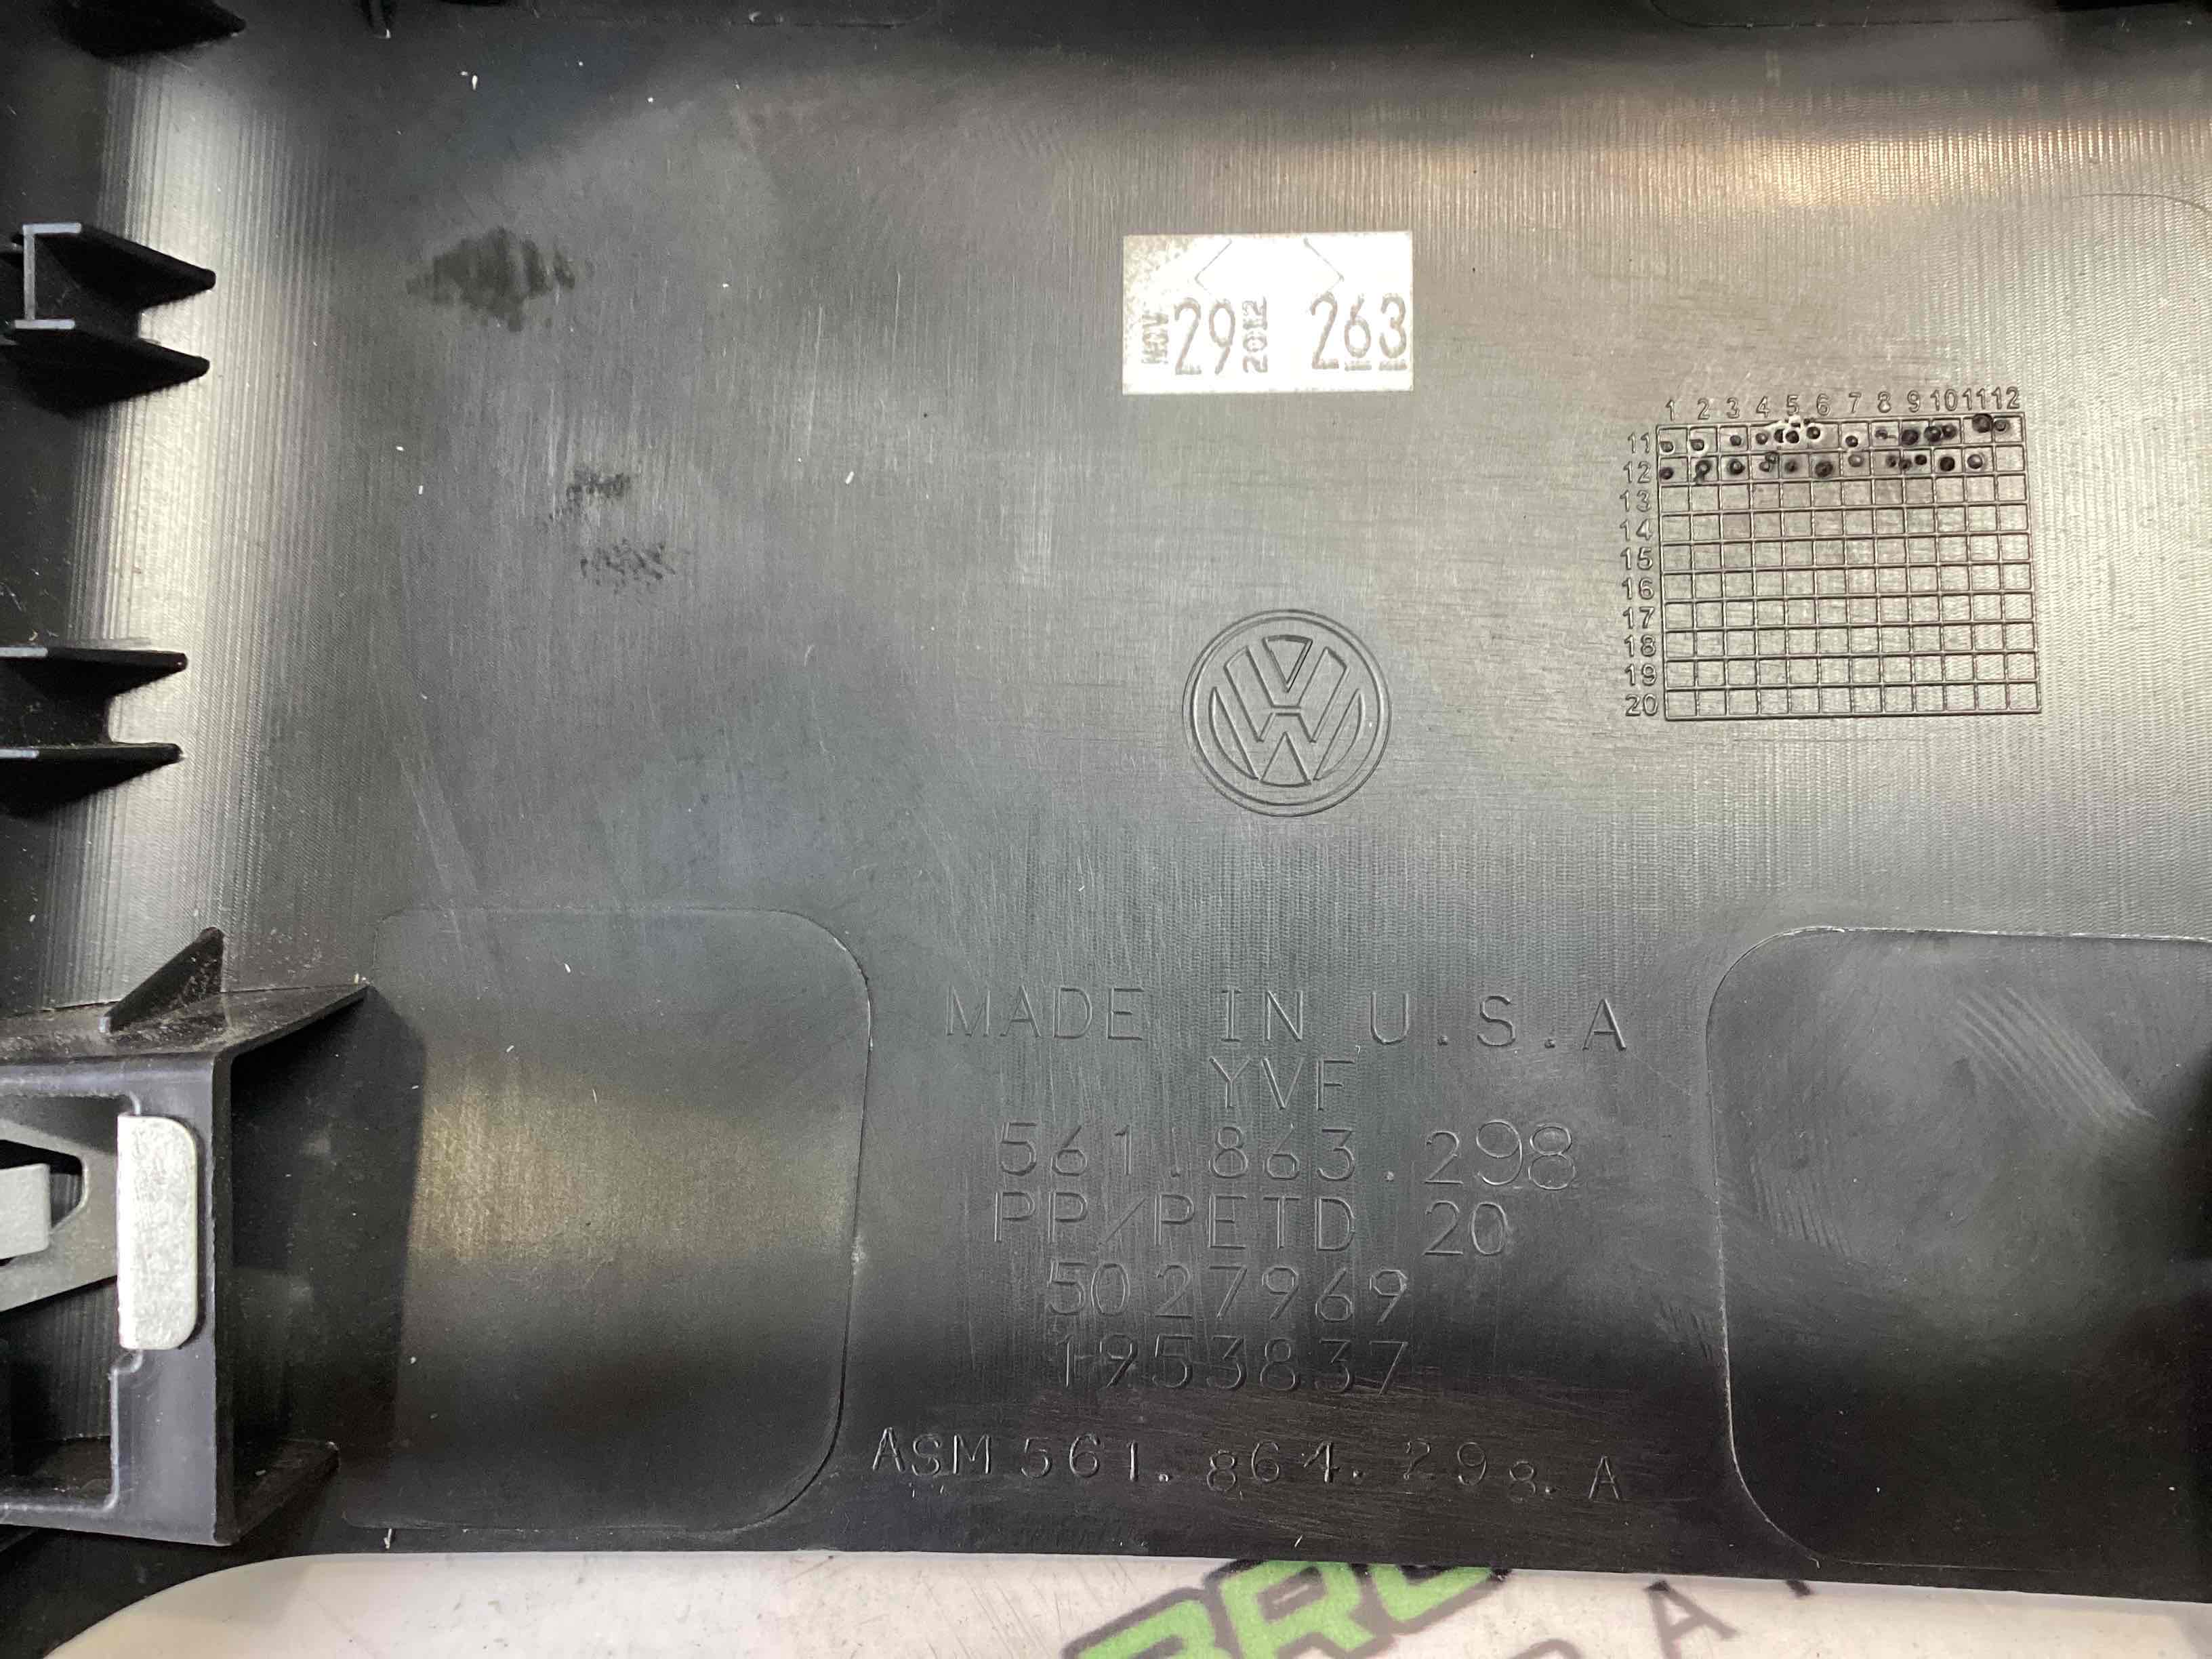 NOV 29 2012 263
1 2 3 4 5 6 7 8 9 10 11 12
11
12
13
14
15
16
17
18
19
20
MADE IN U.S.A
YVF
561.863.298
PP/PETD 20
5027969
1953837
ASM 561.864.298.A